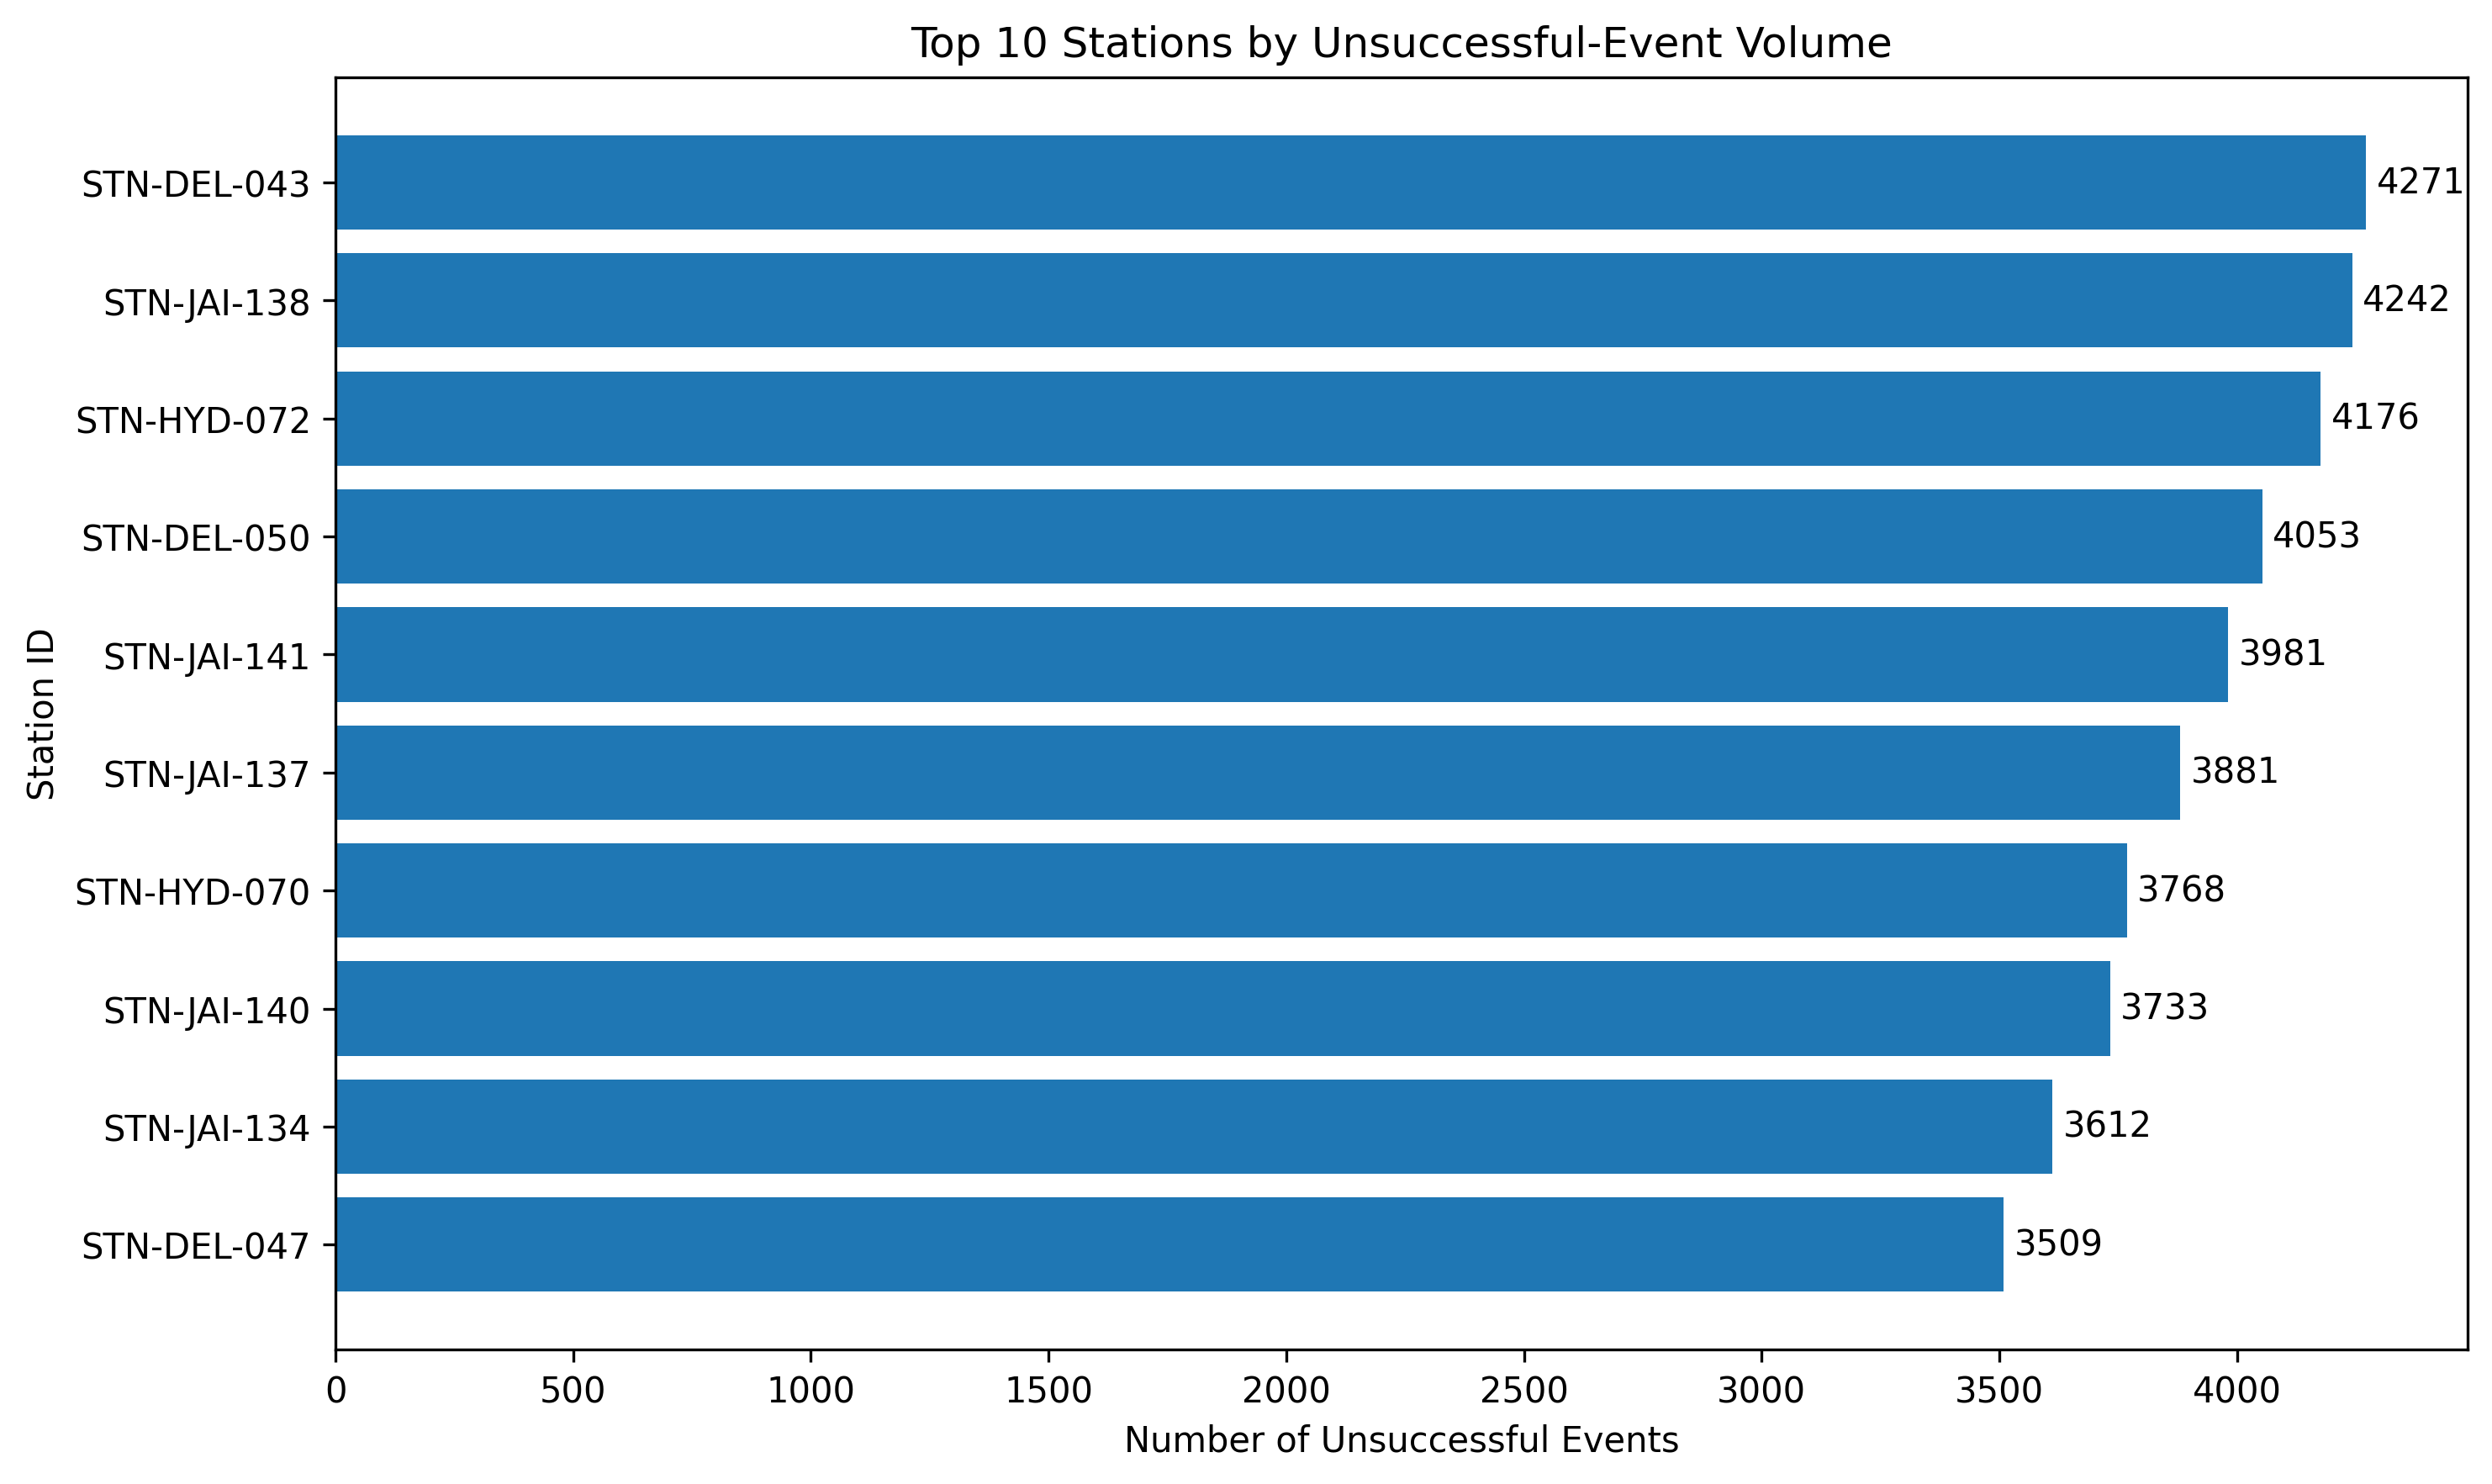 Top 10 Stations by Unsuccessful-Event Volume
Station ID
STN-DEL-043 4271
STN-JAI-138 4242
STN-HYD-072 4176
STN-DEL-050 4053
STN-JAI-141 3981
STN-JAI-137 3881
STN-HYD-070 3768
STN-JAI-140 3733
STN-JAI-134 3612
STN-DEL-047 3509
0 500 1000 1500 2000 2500 3000 3500 4000
Number of Unsuccessful Events